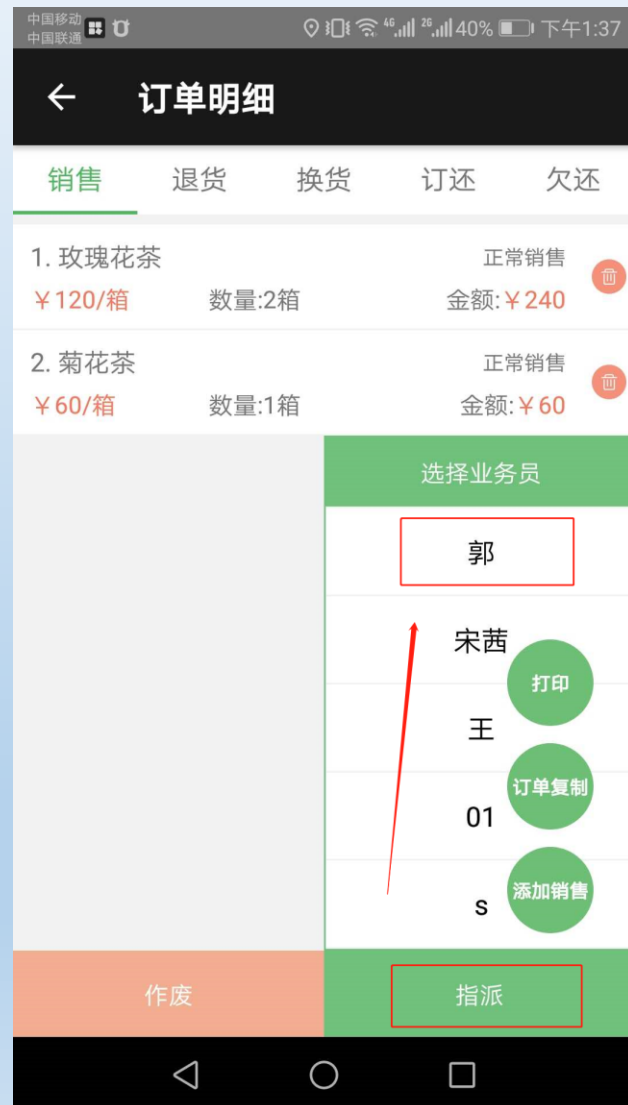 中国移动
中国联通
4G 2G 40% 下午1:37
订单明细
销售 退货 换货 订还 欠还
1. 玫瑰花茶 正常销售
￥120/箱 数量:2箱 金额:￥240
2. 菊花茶 正常销售
￥60/箱 数量:1箱 金额:￥60
选择业务员
郭
宋茜
打印
王
订单复制
01
添加销售
s
作废 指派